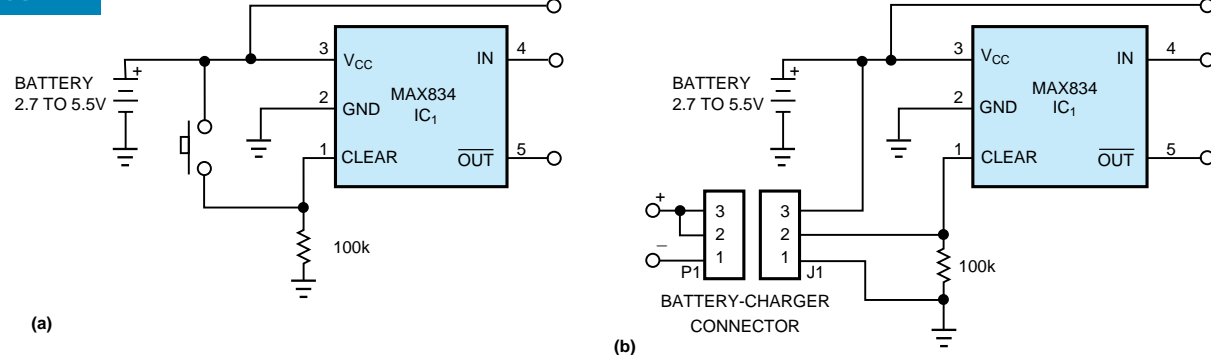 3
VCC
IN
4
BATTERY
2.7 TO 5.5V
+
2
GND
MAX834
IC1
1
CLEAR
OUT
5
100k
(a)
3
VCC
IN
4
BATTERY
2.7 TO 5.5V
+
2
GND
MAX834
IC1
1
CLEAR
OUT
5
+
3
2
1
–
P1
3
2
1
J1
100k
BATTERY-CHARGER
CONNECTOR
(b)